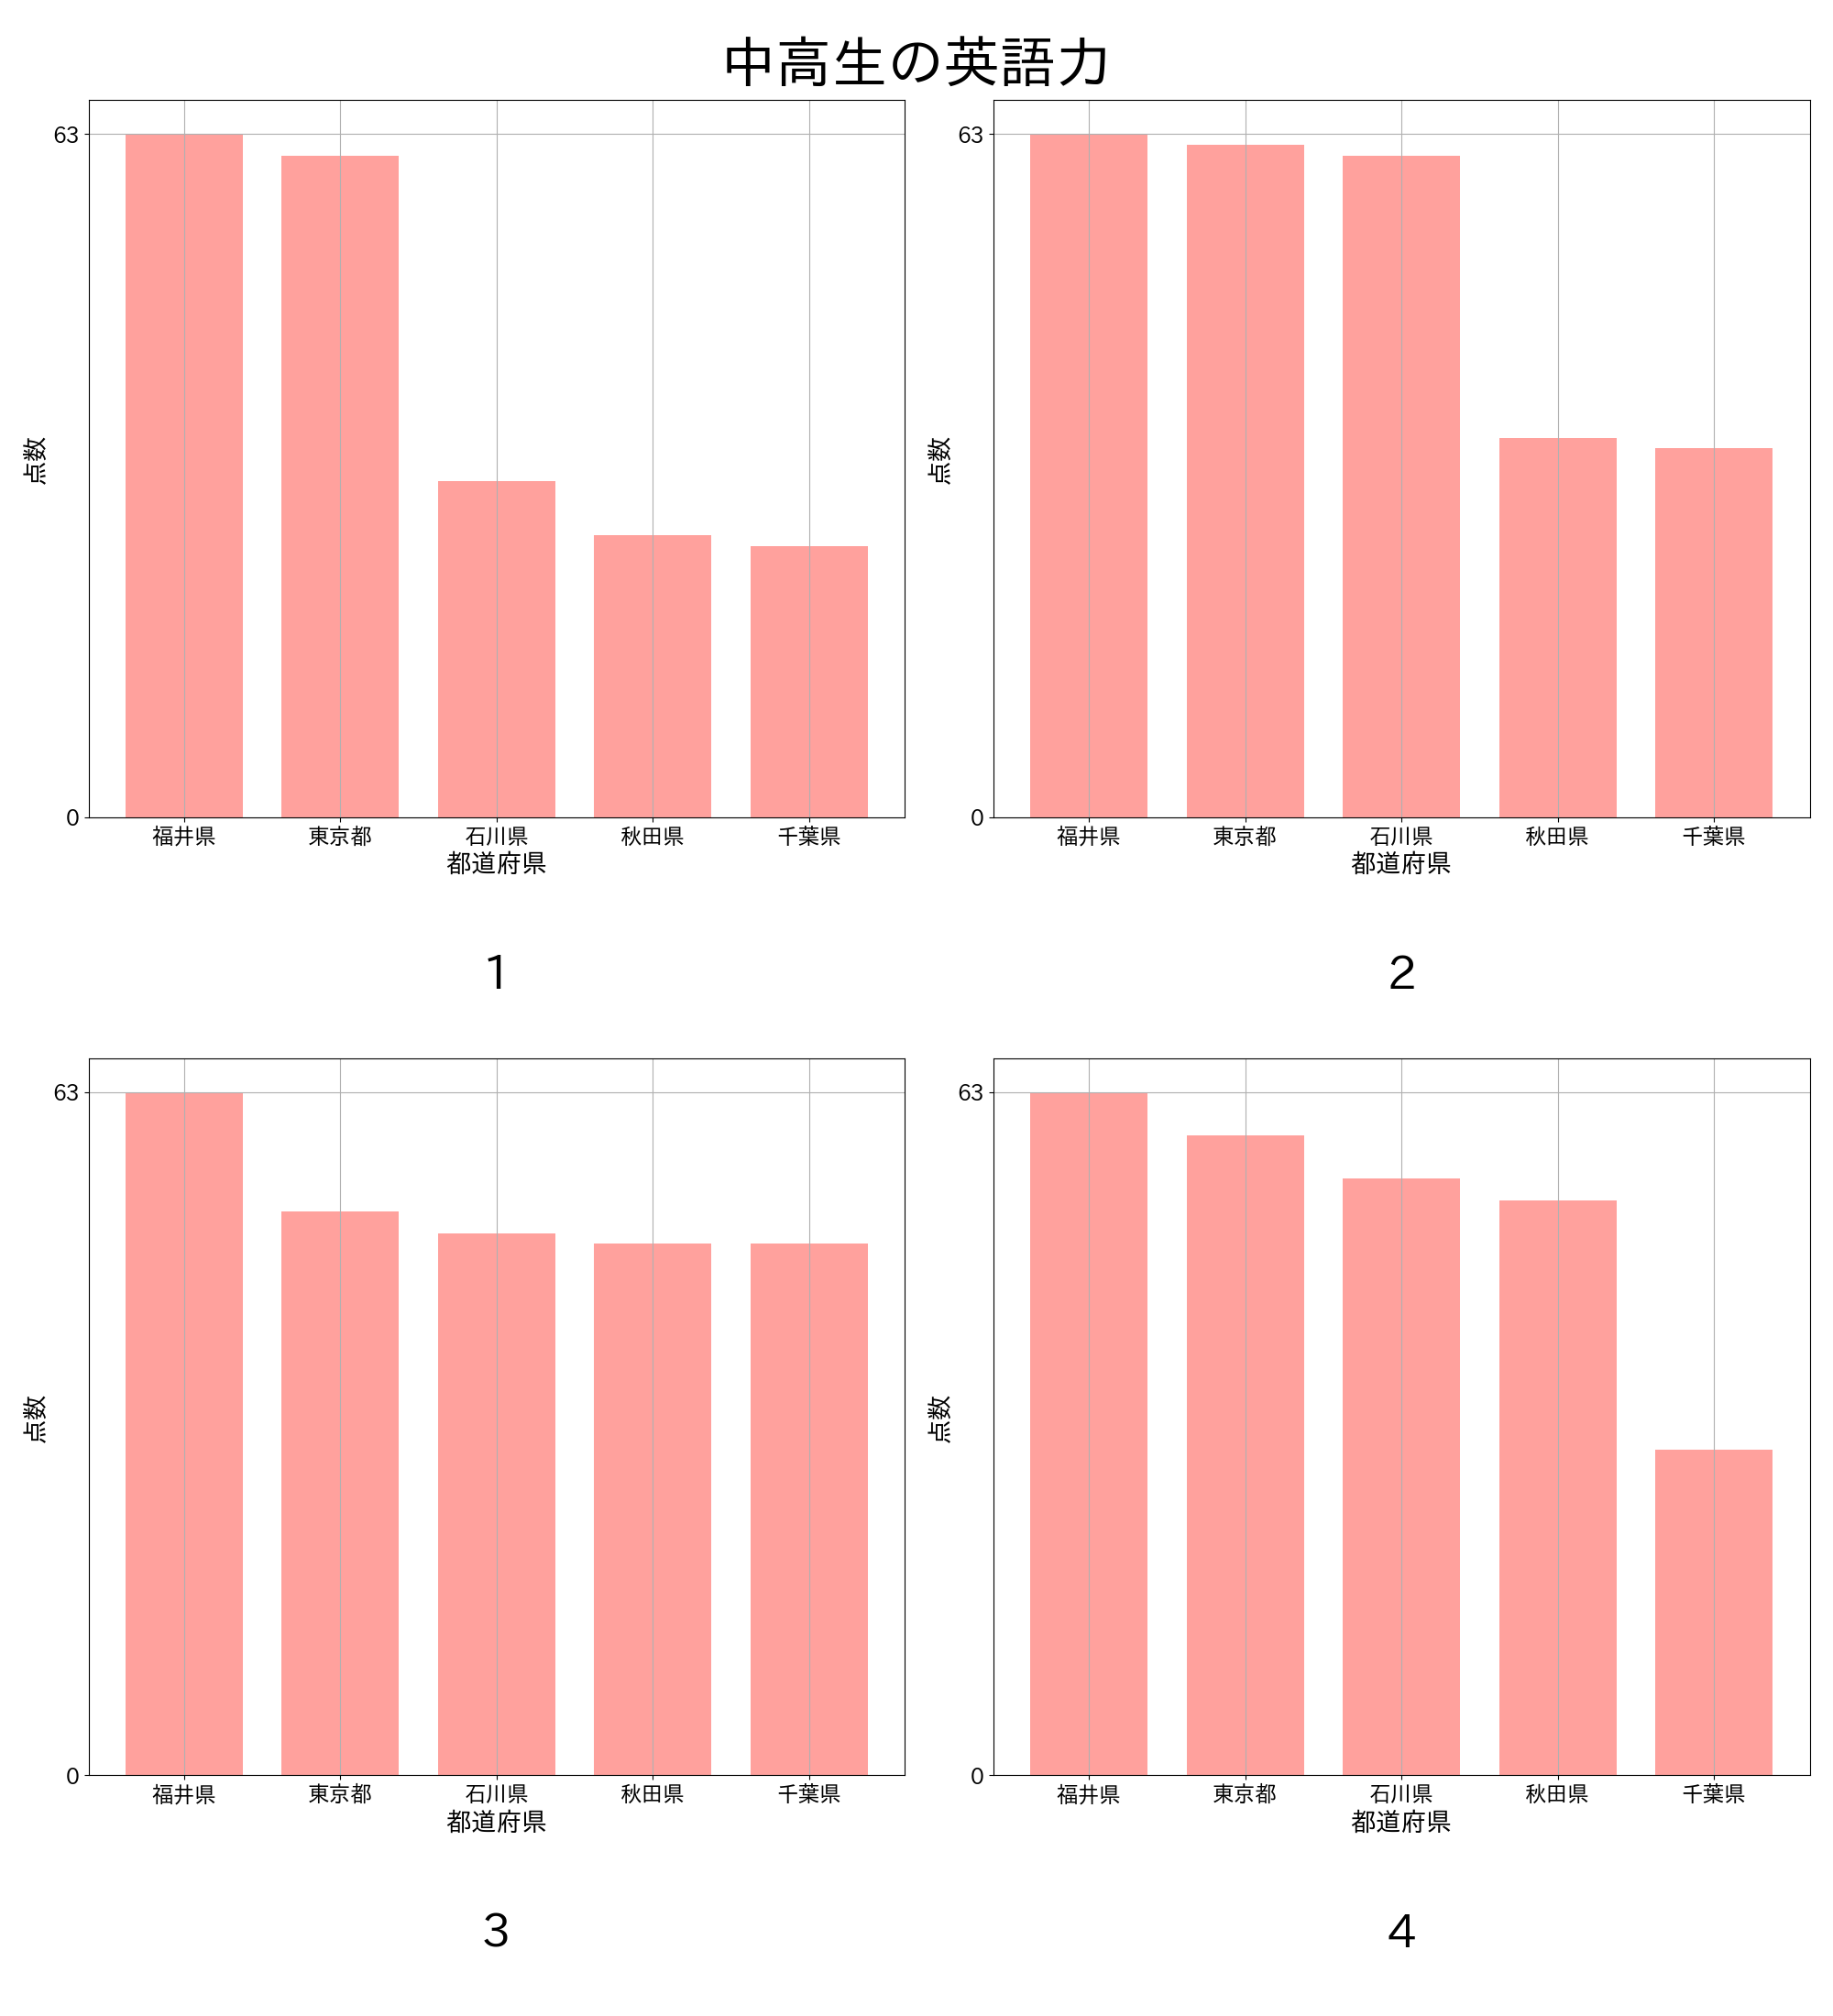 中高生の英語力
63
0
点数
福井県 東京都 石川県 秋田県 千葉県
都道府県
1
63
0
点数
福井県 東京都 石川県 秋田県 千葉県
都道府県
2
63
0
点数
福井県 東京都 石川県 秋田県 千葉県
都道府県
3
63
0
点数
福井県 東京都 石川県 秋田県 千葉県
都道府県
4